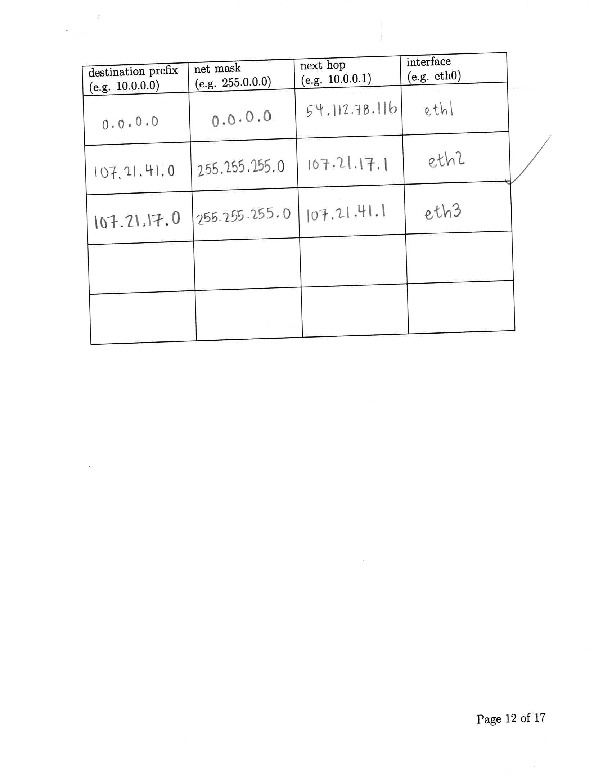 destination prefix net mask next hop interface
(e.g. 10.0.0.0) (e.g. 255.0.0.0) (e.g. 10.0.0.1) (e.g. eth0)
0.0.0.0 0.0.0.0 54.112.78.116 eth1
107.21.41.0 255.255.255.0 107.21.17.1 eth2
107.21.17.0 255.255.255.0 107.21.41.1 eth3
Page 12 of 17